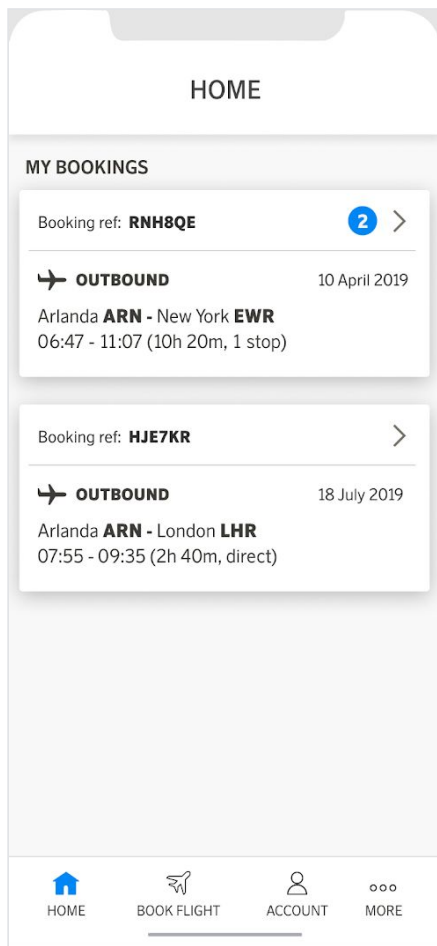 HOME
MY BOOKINGS
Booking ref: RNH8QE 2
OUTBOUND 10 April 2019
Arlanda ARN - New York EWR
06:47 - 11:07 (10h 20m, 1 stop)
Booking ref: HJE7KR
OUTBOUND 18 July 2019
Arlanda ARN - London LHR
07:55 - 09:35 (2h 40m, direct)
HOME BOOK FLIGHT ACCOUNT MORE